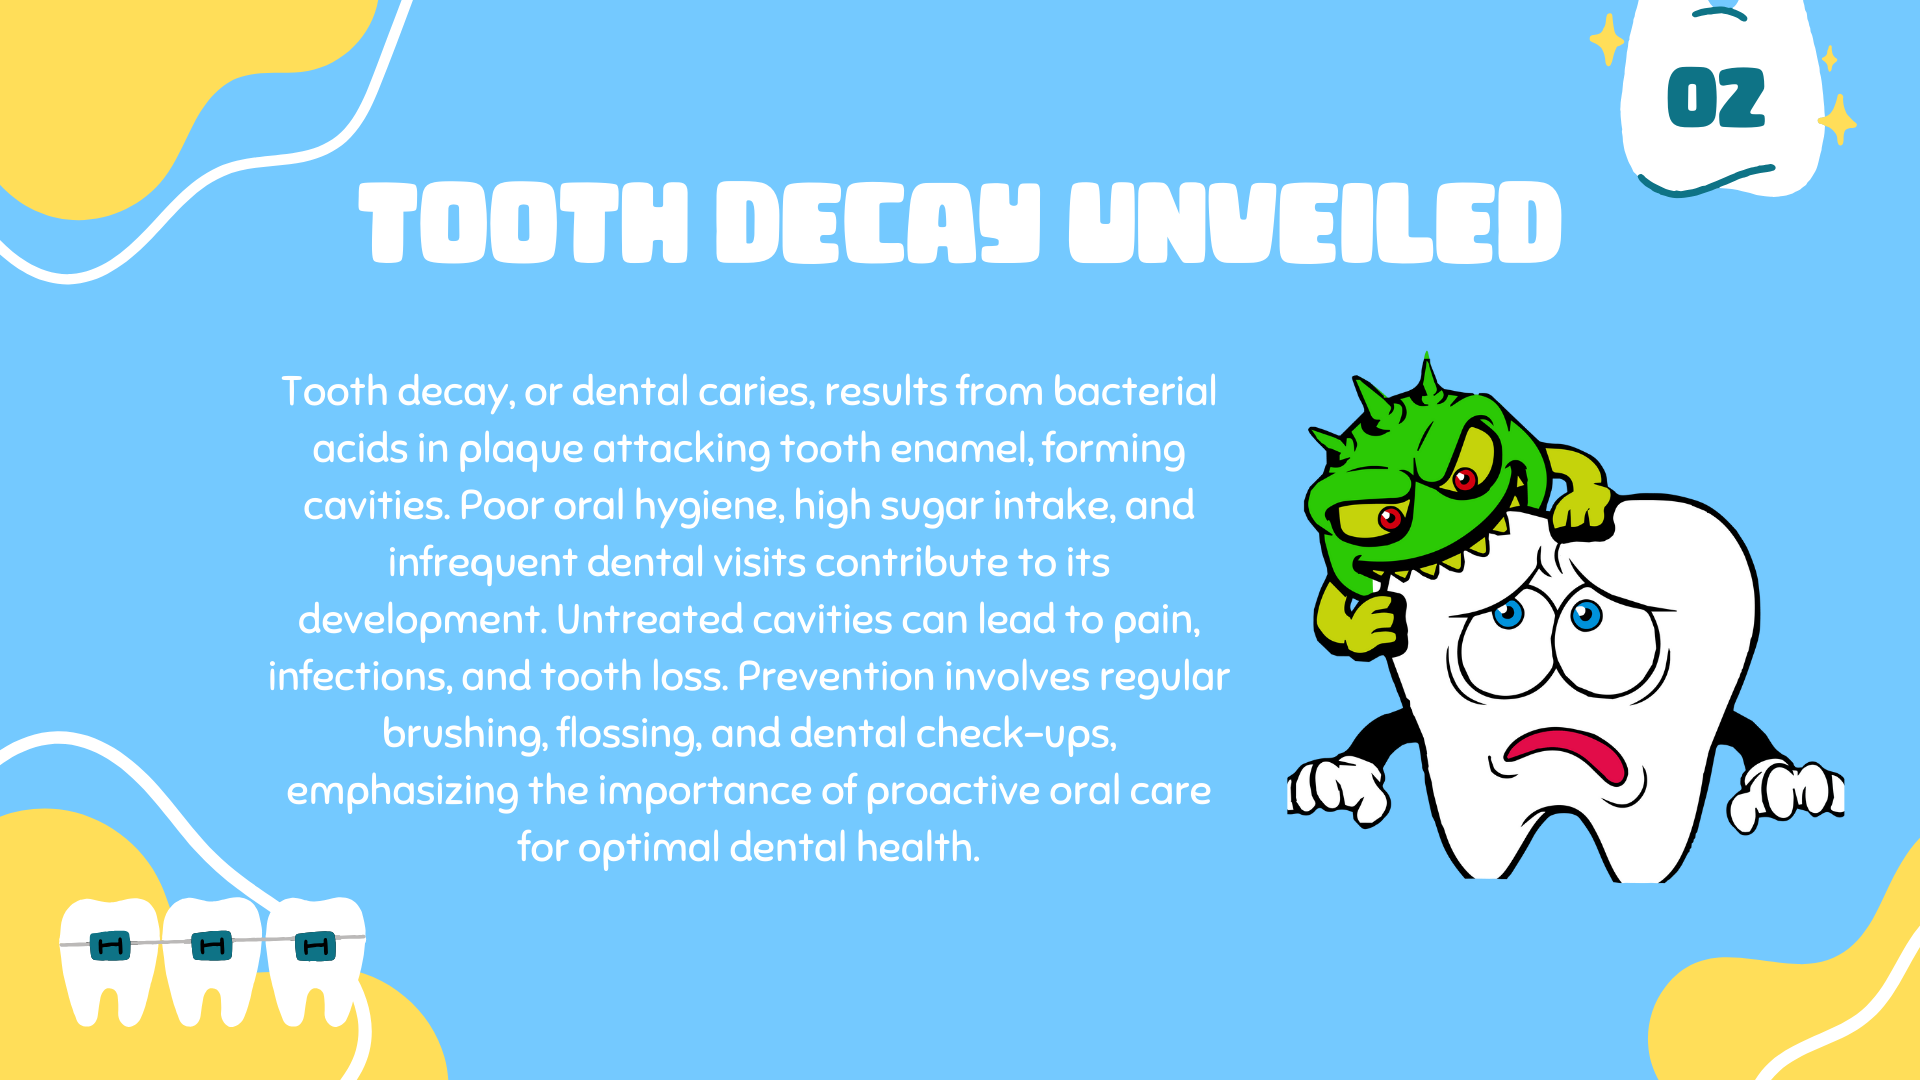 02
TOOTH DECAY UNVEILED
Tooth decay, or dental caries, results from bacterial
acids in plaque attacking tooth enamel, forming
cavities. Poor oral hygiene, high sugar intake, and
infrequent dental visits contribute to its
development. Untreated cavities can lead to pain,
infections, and tooth loss. Prevention involves regular
brushing, flossing, and dental check-ups,
emphasizing the importance of proactive oral care
for optimal dental health.